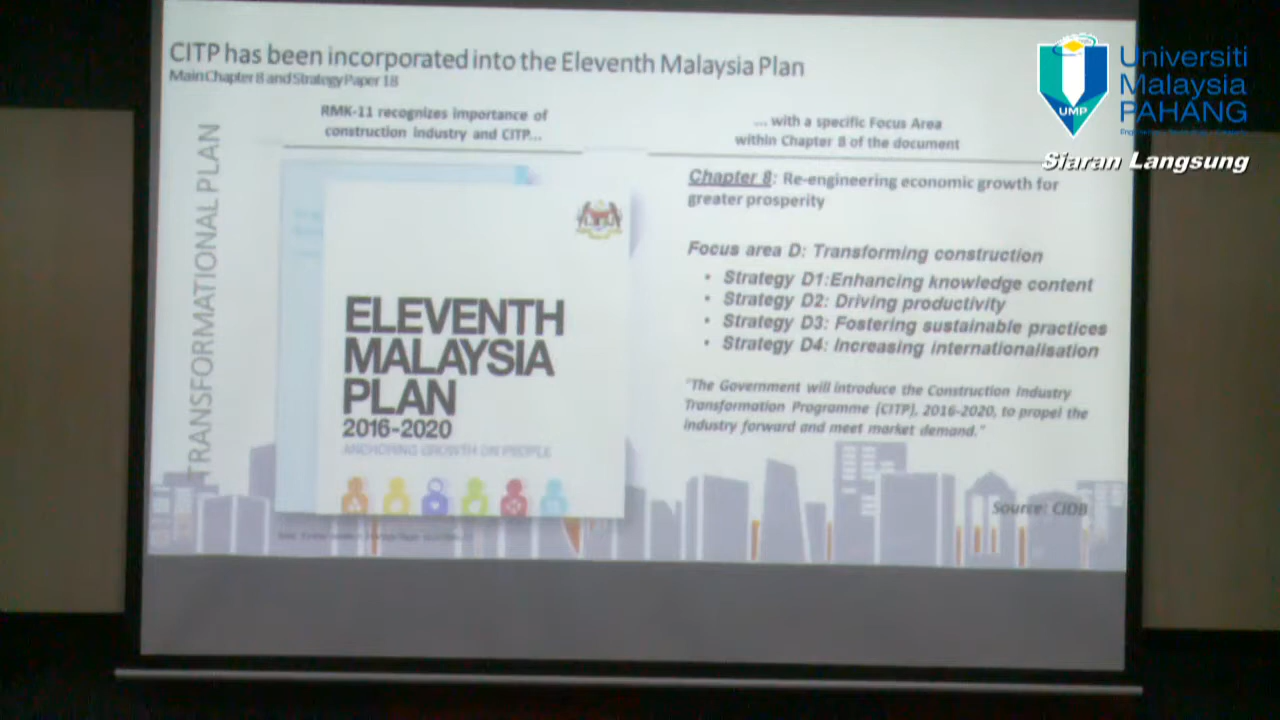 CITP has been incorporated into the Eleventh Malaysia Plan
Main Chapter 8 and Strategy Paper 18
TRANSFORMATIONAL PLAN
RMK-11 recognizes importance of
construction industry and CITP...
ELEVENTH
MALAYSIA
PLAN
2016-2020
ANCHORING GROWTH ON PEOPLE
... with a specific Focus Area
within Chapter 8 of the document
Chapter 8: Re-engineering economic growth for
greater prosperity
Focus area D: Transforming construction
• Strategy D1:Enhancing knowledge content
• Strategy D2: Driving productivity
• Strategy D3: Fostering sustainable practices
• Strategy D4: Increasing internationalisation
"The Government will introduce the Construction Industry
Transformation Programme (CITP), 2016-2020, to propel the
industry forward and meet market demand."
Source: CIDB
UMP
Universiti
Malaysia
PAHANG
Siaran Langsung